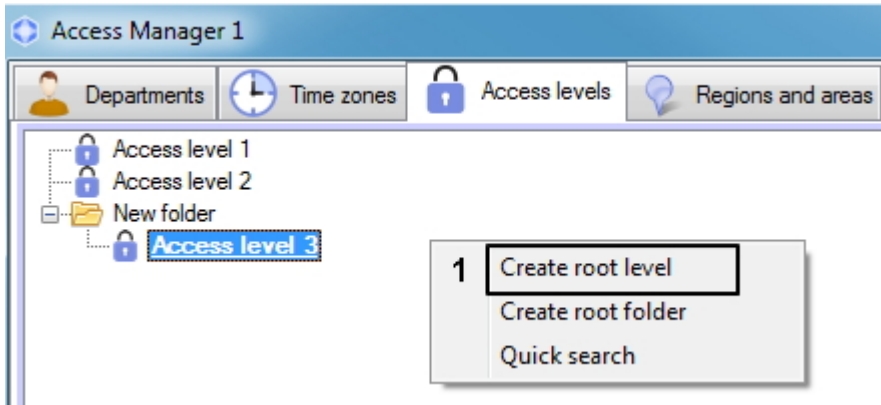 Access Manager 1
Departments Time zones Access levels Regions and areas
Access level 1
Access level 2
New folder
Access level 3
1 Create root level
Create root folder
Quick search